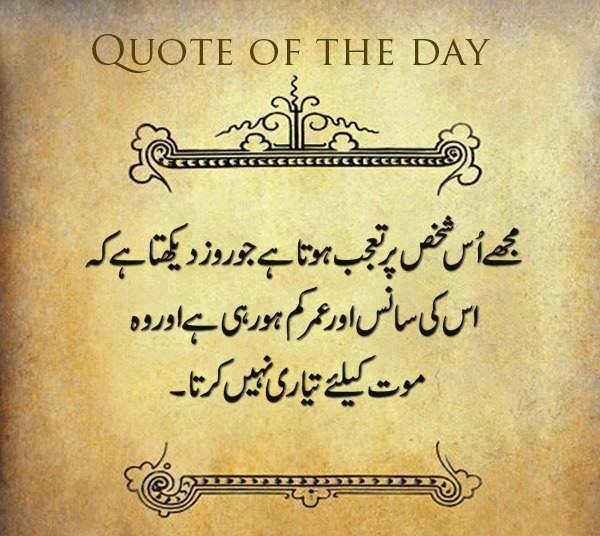 QUOTE OF THE DAY
مجھے اُس شخص پر تعجب ہوتا ہے جو روز دیکھتا ہے کہ
اس کی سانس اور عمر کم ہو رہی ہے اور وہ
موت کیلئے تیاری نہیں کرتا۔